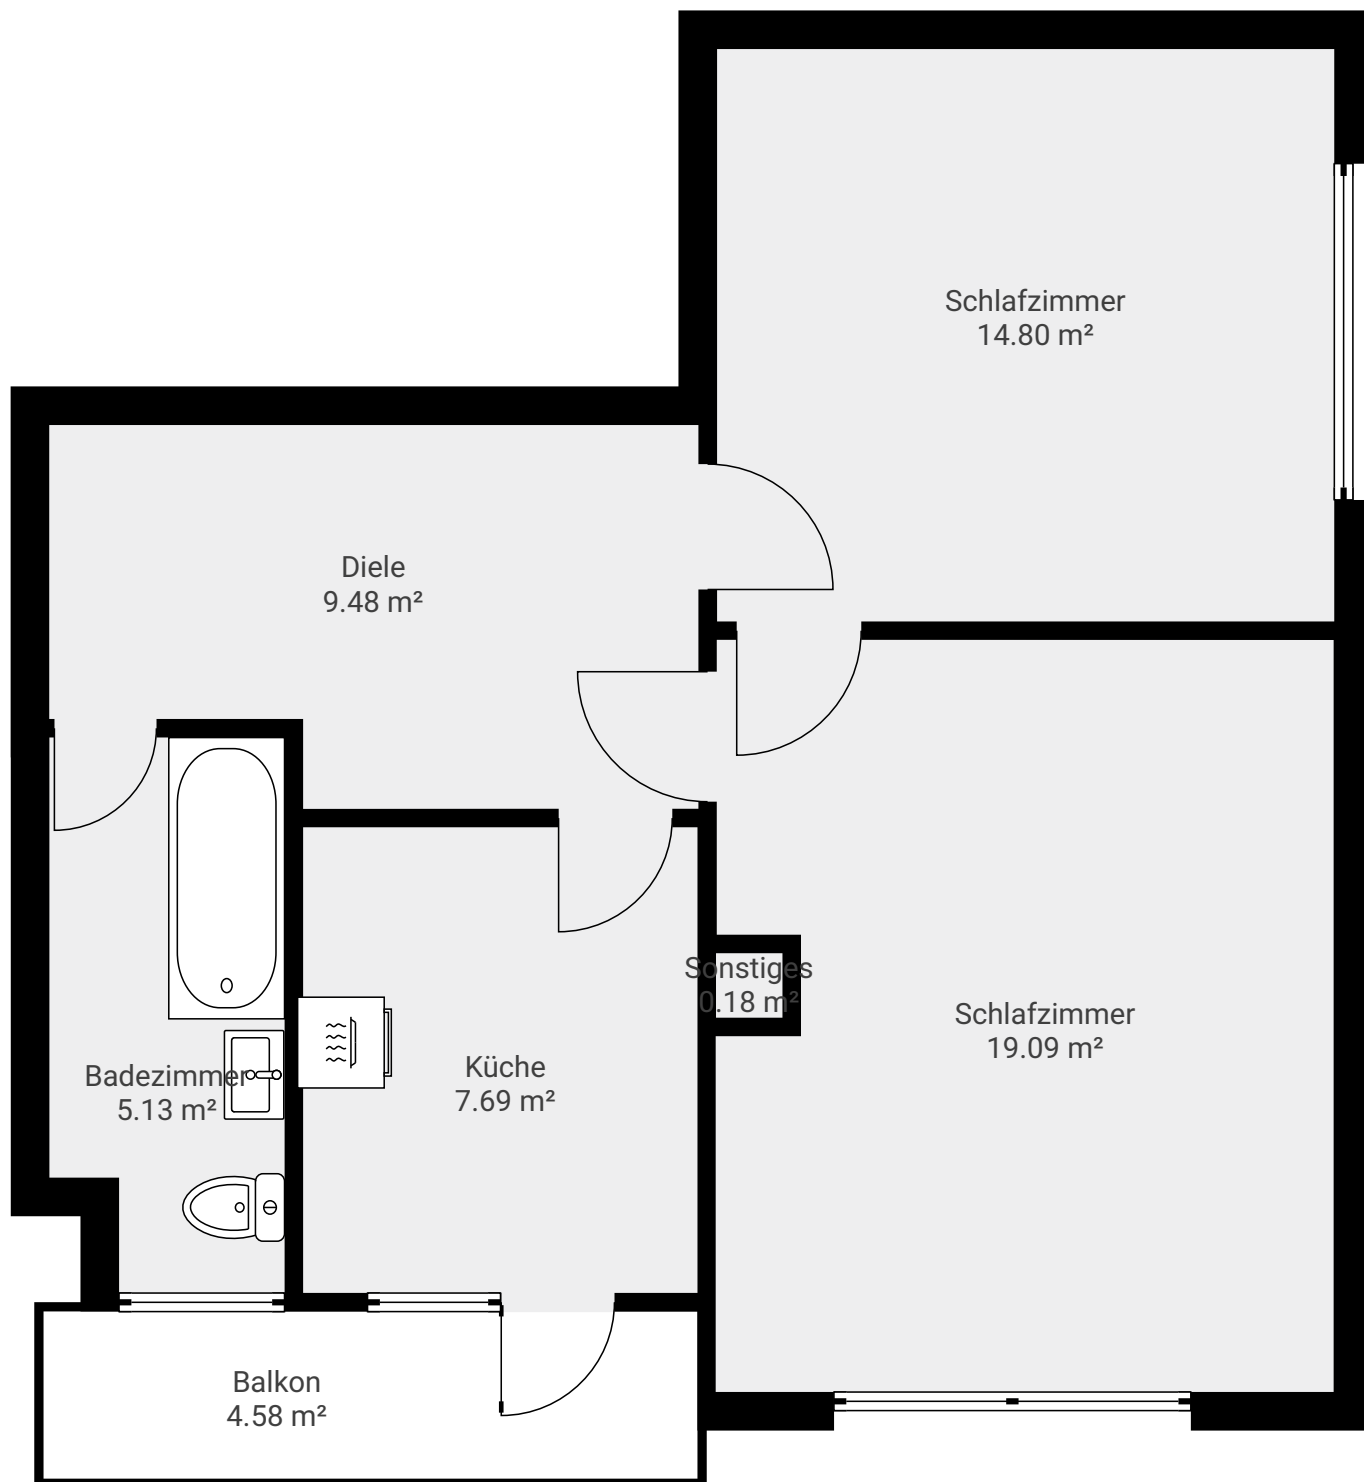 Schlafzimmer
14.80 m²
Diele
9.48 m²
Sonstiges
0.18 m²
Schlafzimmer
19.09 m²
Badezimmer
5.13 m²
Küche
7.69 m²
Balkon
4.58 m²